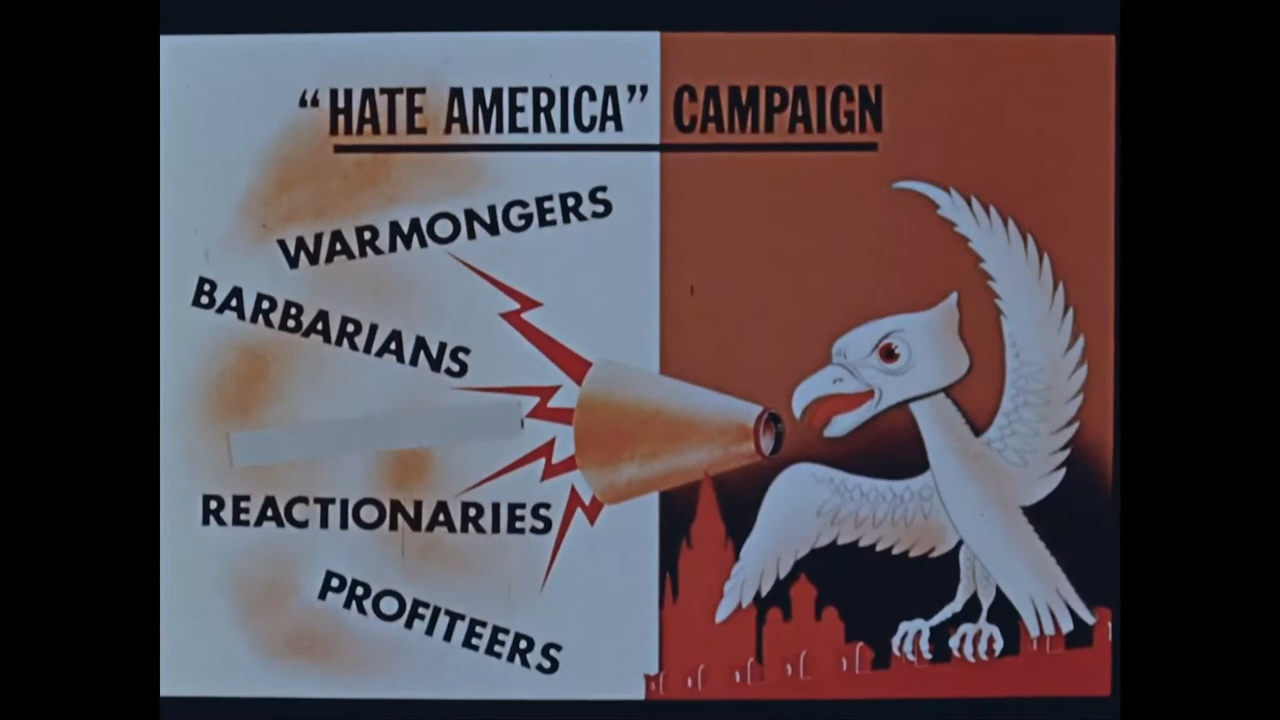 “HATE AMERICA” CAMPAIGN
WARMONGERS
BARBARIANS
REACTIONARIES
PROFITEERS